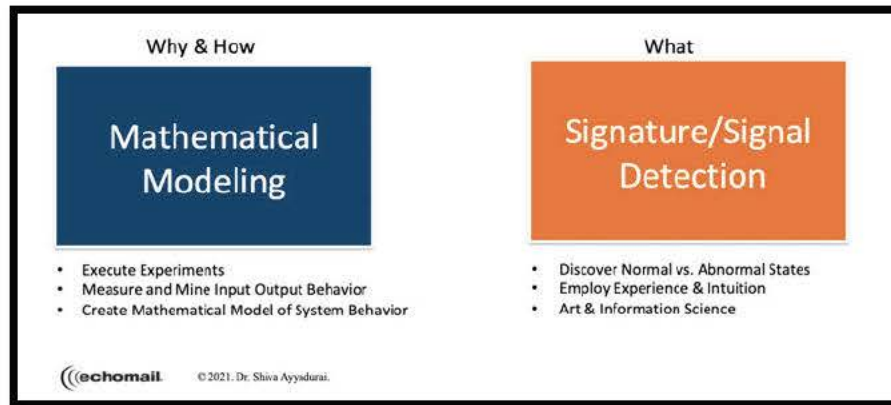 Why & How
Mathematical
Modeling
• Execute Experiments
• Measure and Mine Input Output Behavior
• Create Mathematical Model of System Behavior
What
Signature/Signal
Detection
• Discover Normal vs. Abnormal States
• Employ Experience & Intuition
• Art & Information Science
(((echomail.
©2021. Dr. Shiva Ayyadurai.